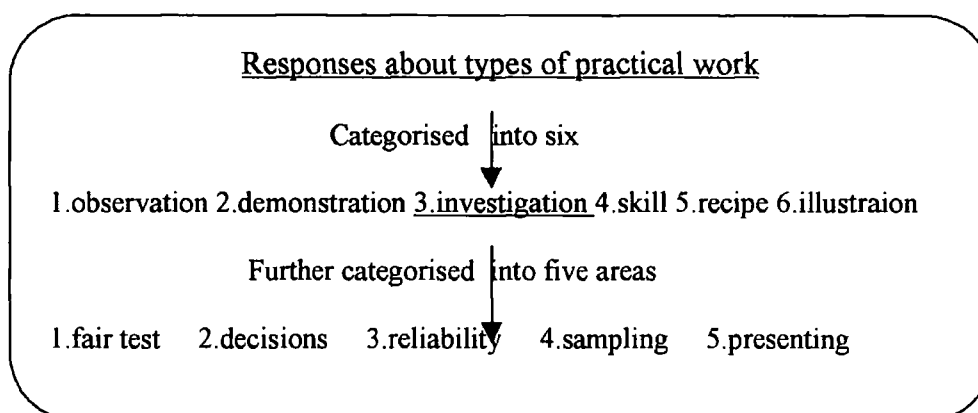 Responses about types of practical work
Categorised into six
1.observation 2.demonstration 3.investigation 4.skill 5.recipe 6.illustraion
Further categorised into five areas
1.fair test 2.decisions 3.reliability 4.sampling 5.presenting